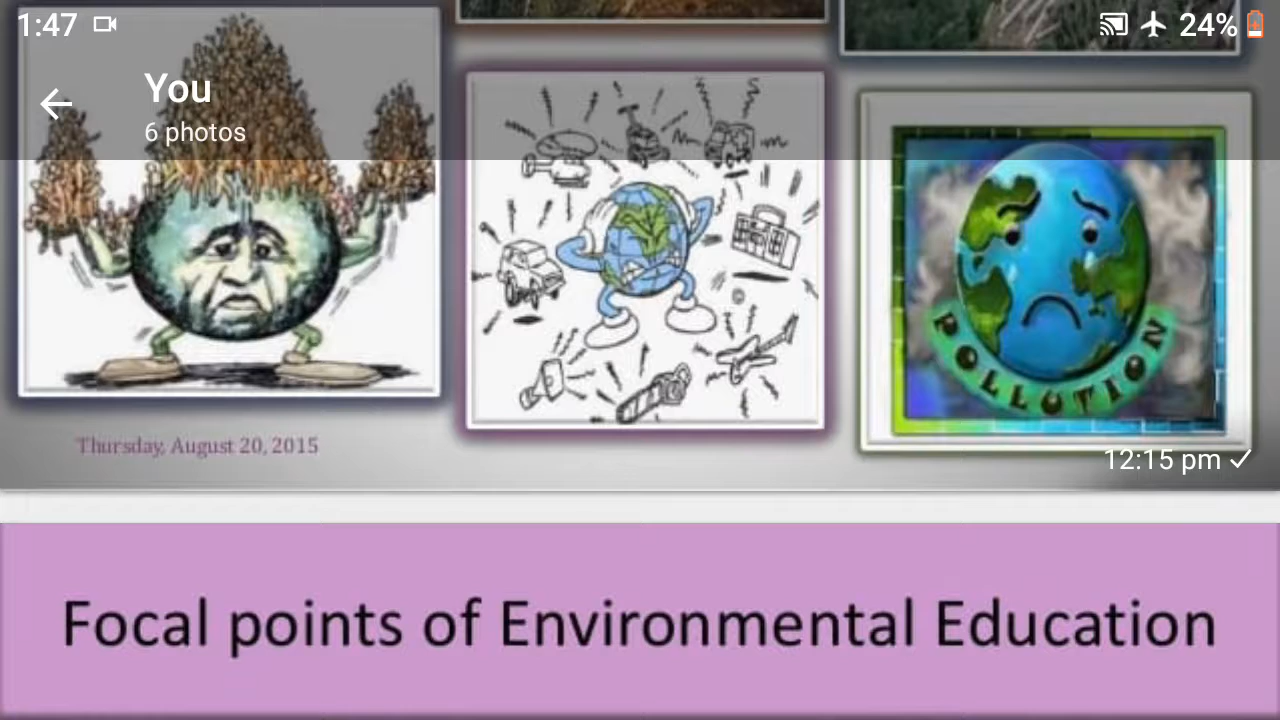 1:47
24%
You
6 photos
POLLUTION
Thursday, August 20, 2015
12:15 pm
Focal points of Environmental Education